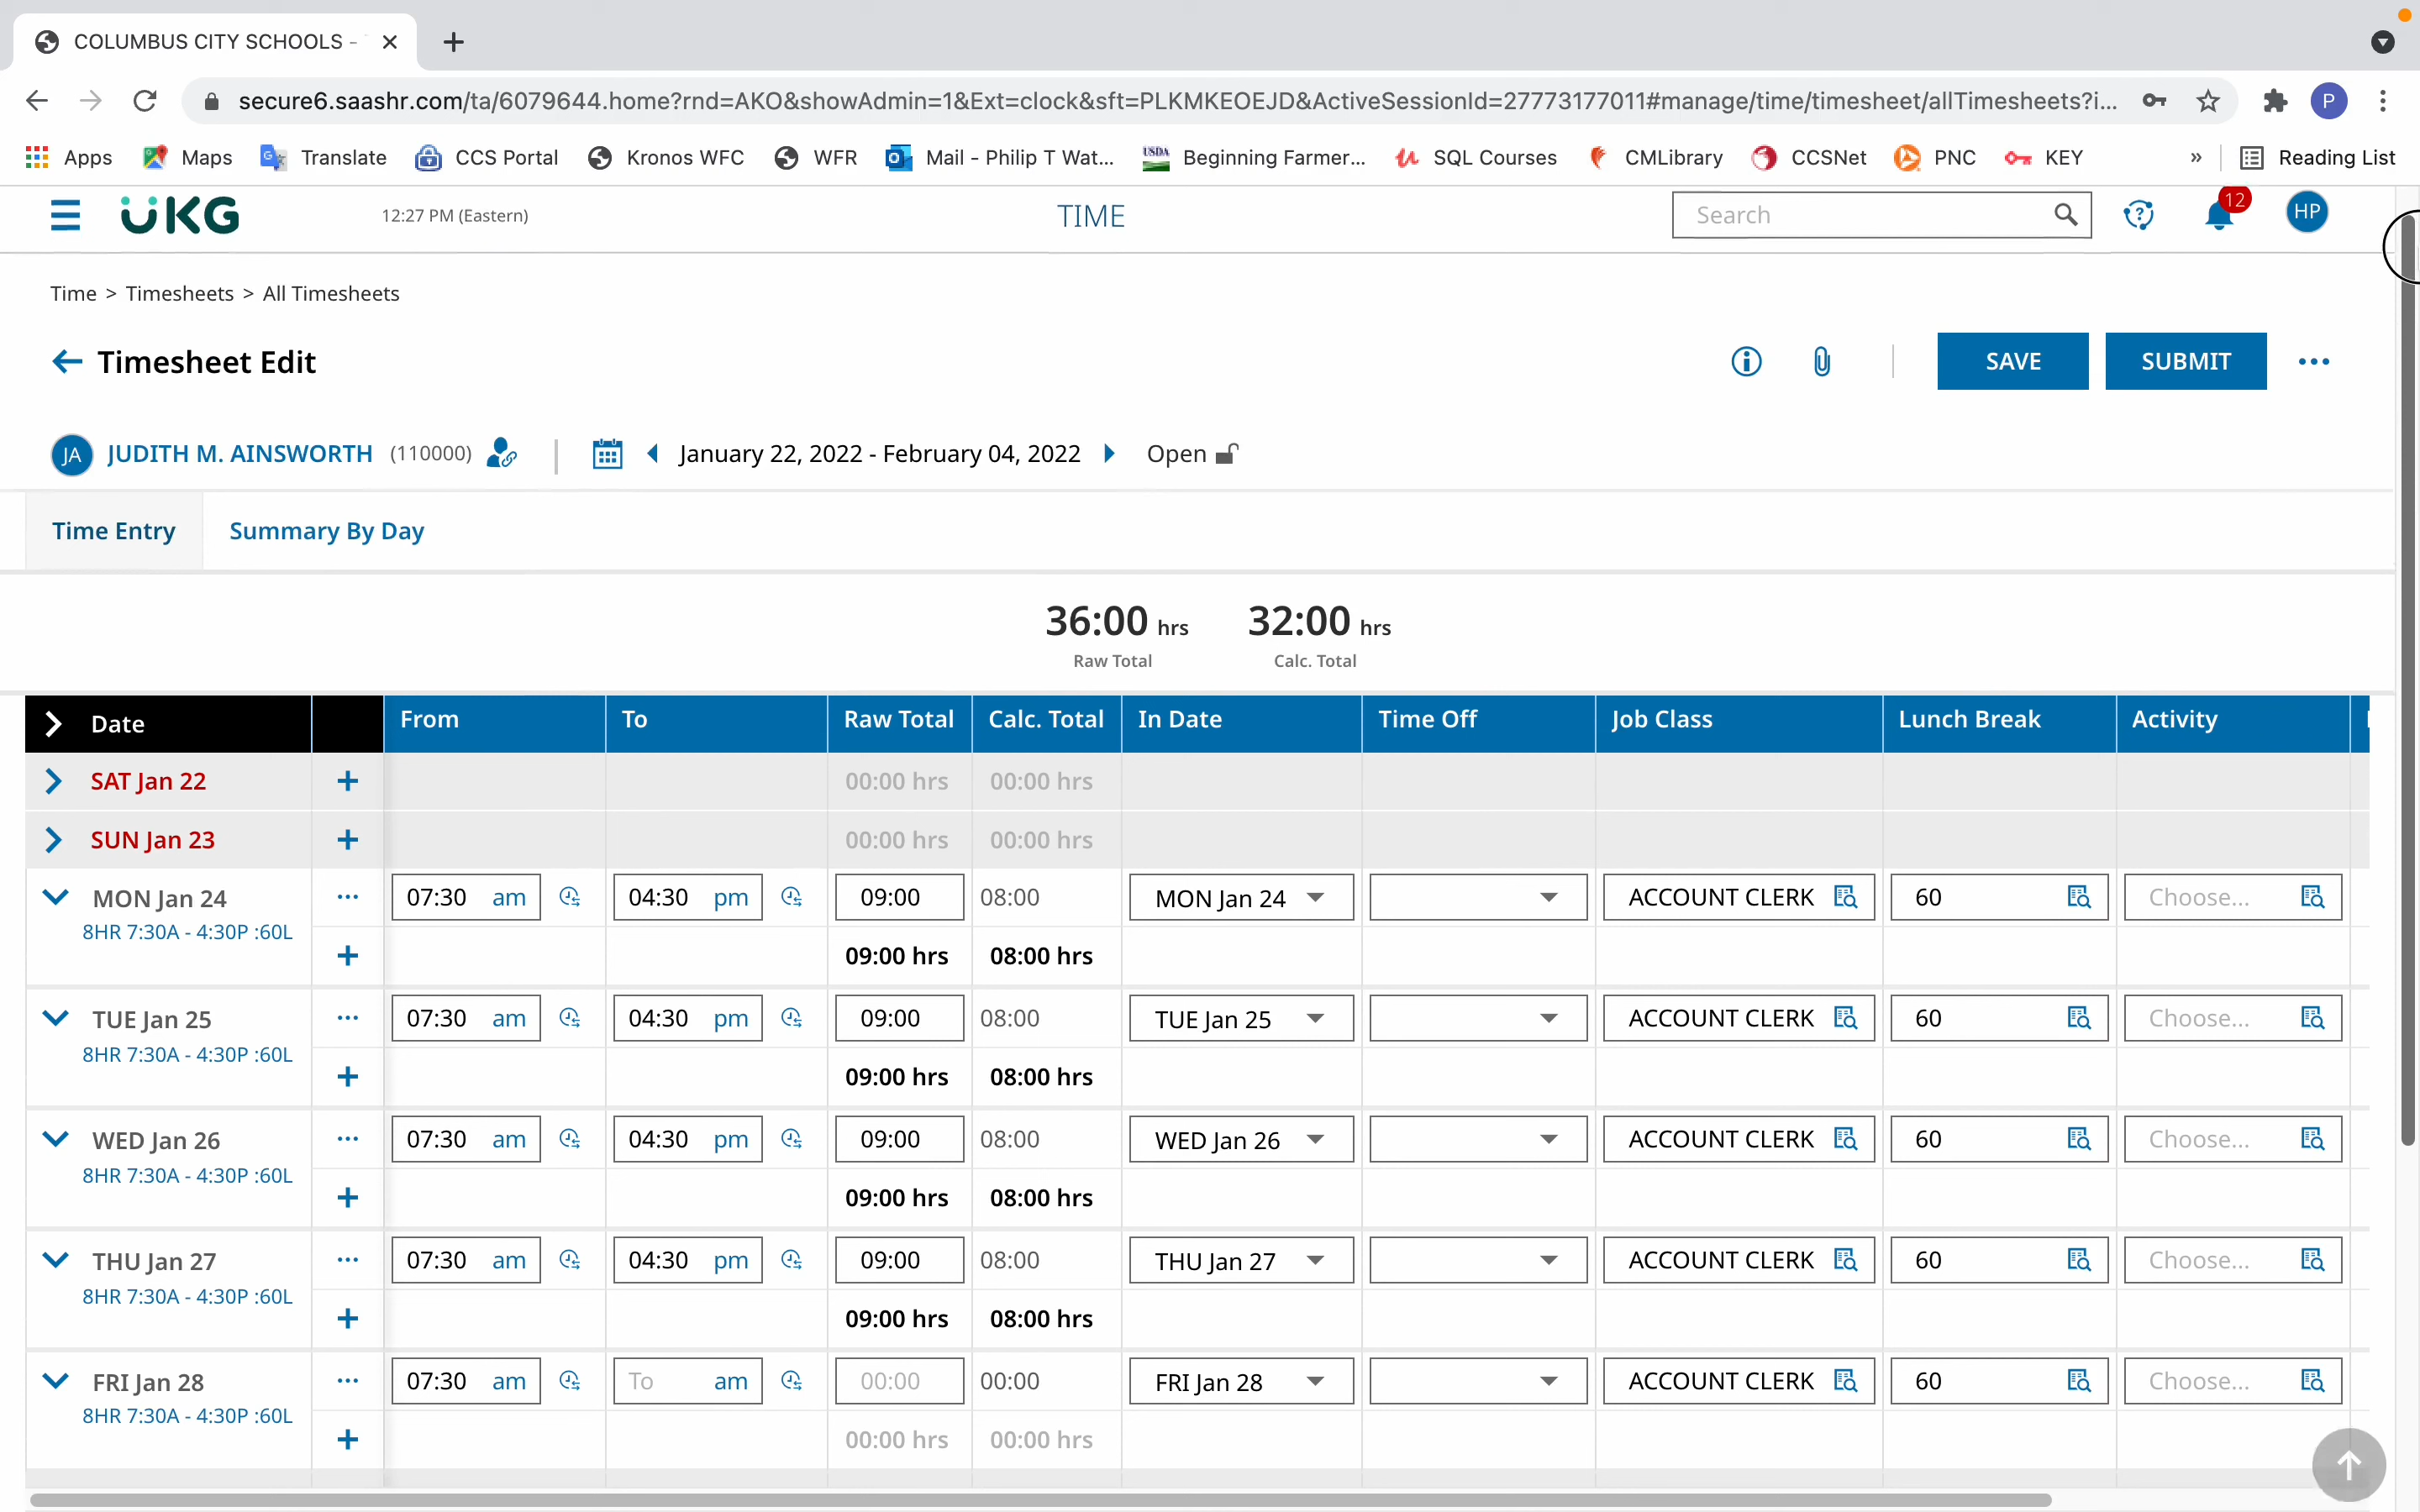 COLUMBUS CITY SCHOOLS -
secure6.saashr.com/ta/6079644.home?rnd=AKO&showAdmin=1&Ext=clock&sft=PLKMKEOEJD&ActiveSessionId=27773177011#manage/time/timesheet/allTimesheets?i... P
Apps Maps Translate CCS Portal Kronos WFC WFR Mail - Philip T Wat... USDA Beginning Farmer... SQL Courses CMLibrary CCSNet PNC KEY » Reading List
UKG 12:27 PM (Eastern) TIME Search 12 HP
Time > Timesheets > All Timesheets
Timesheet Edit SAVE SUBMIT
JA JUDITH M. AINSWORTH (110000) January 22, 2022 - February 04, 2022 Open
Time Entry Summary By Day
36:00 hrs 32:00 hrs
Raw Total Calc. Total
Date From To Raw Total Calc. Total In Date Time Off Job Class Lunch Break Activity
SAT Jan 22 + 00:00 hrs 00:00 hrs
SUN Jan 23 + 00:00 hrs 00:00 hrs
MON Jan 24 ... 07:30 am 04:30 pm 09:00 08:00 MON Jan 24 ACCOUNT CLERK 60 Choose...
8HR 7:30A - 4:30P :60L
+ 09:00 hrs 08:00 hrs
TUE Jan 25 ... 07:30 am 04:30 pm 09:00 08:00 TUE Jan 25 ACCOUNT CLERK 60 Choose...
8HR 7:30A - 4:30P :60L
+ 09:00 hrs 08:00 hrs
WED Jan 26 ... 07:30 am 04:30 pm 09:00 08:00 WED Jan 26 ACCOUNT CLERK 60 Choose...
8HR 7:30A - 4:30P :60L
+ 09:00 hrs 08:00 hrs
THU Jan 27 ... 07:30 am 04:30 pm 09:00 08:00 THU Jan 27 ACCOUNT CLERK 60 Choose...
8HR 7:30A - 4:30P :60L
+ 09:00 hrs 08:00 hrs
FRI Jan 28 ... 07:30 am To am 00:00 00:00 FRI Jan 28 ACCOUNT CLERK 60 Choose...
8HR 7:30A - 4:30P :60L
+ 00:00 hrs 00:00 hrs